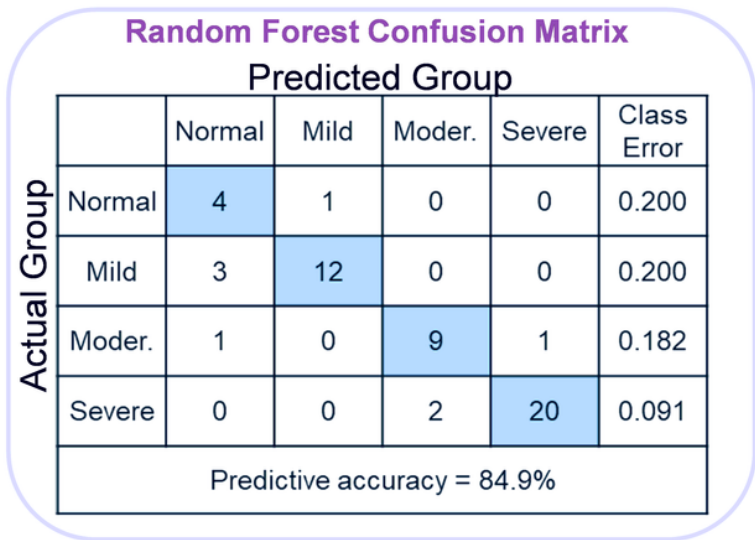 Random Forest Confusion Matrix
Predicted Group
Normal Mild Moder. Severe Class Error
Actual Group
Normal 4 1 0 0 0.200
Mild 3 12 0 0 0.200
Moder. 1 0 9 1 0.182
Severe 0 0 2 20 0.091
Predictive accuracy = 84.9%